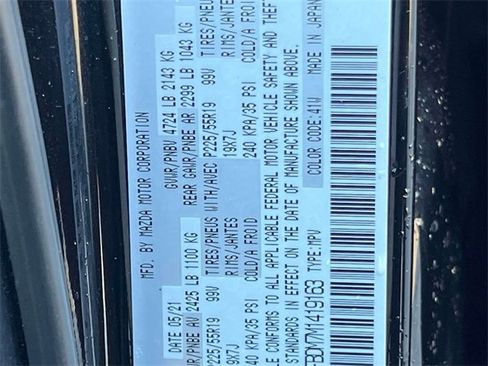 MFD. BY MAZDA MOTOR CORPORATION
DATE 05/21 GVWR/PNBV 4724 LB 2143 KG
GAWR/PNBE AV 2425 LB 1100 KG REAR GAWR/PNBE AR 2299 LB 1043 KG
TIRES/PNEUS WITH/AVEC P225/55R19 99V TIRES/PNEUS
P225/55R19 99V RIMS/JANTES 19X7J RIMS/JANTES
19X7J COLD/A FROID 240 KPA/35 PSI COLD/A FROID
240 KPA/35 PSI
LE CONFORMS TO ALL APPLICABLE FEDERAL MOTOR VEHICLE SAFETY AND THEFT
STANDARDS IN EFFECT ON THE DATE OF MANUFACTURE SHOWN ABOVE.
FBDY7M1419163 TYPE: MPV COLOR CODE: 41W MADE IN JAPAN